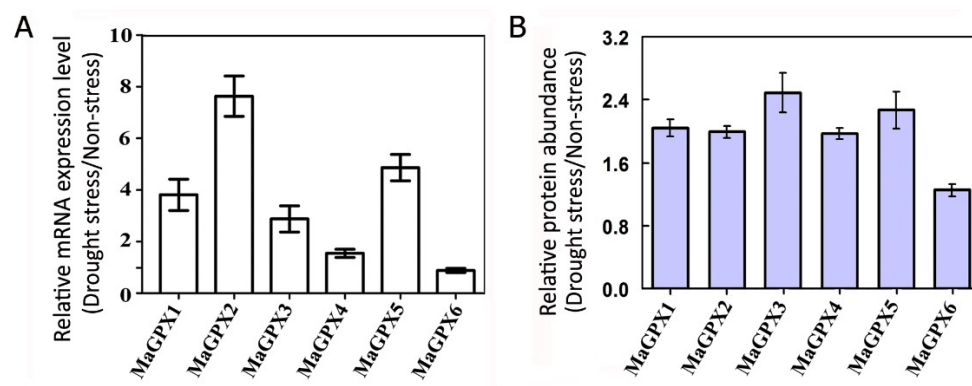 A
Relative mRNA expression level
(Drought stress/Non-stress)
10
8
6
4
2
0
MaGPX1
MaGPX2
MaGPX3
MaGPX4
MaGPX5
MaGPX6
B
Relative protein abundance
(Drought stress/Non-stress)
3.2
2.4
1.6
0.8
0.0
MaGPX1
MaGPX2
MaGPX3
MaGPX4
MaGPX5
MaGPX6